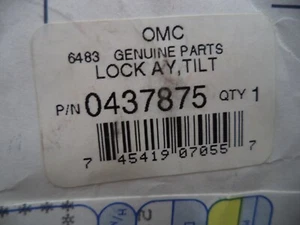 OMC
6483 GENUINE PARTS
LOCK AY,TILT
P/N 0437875 QTY 1
7 45419 07055 7